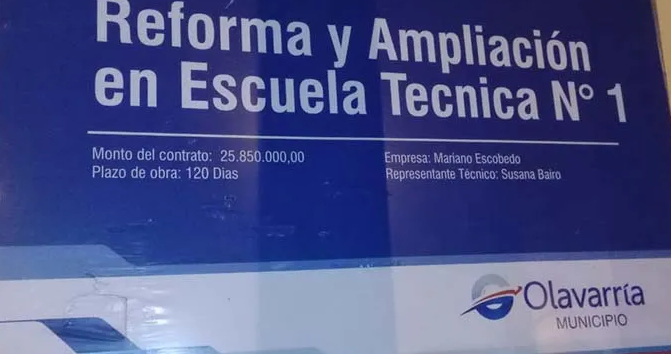 Reforma y Ampliación
en Escuela Tecnica N° 1
Monto del contrato: 25.850.000,00
Plazo de obra: 120 Dias
Empresa: Mariano Escobedo
Representante Técnico: Susana Bairo
Olavarría
MUNICIPIO